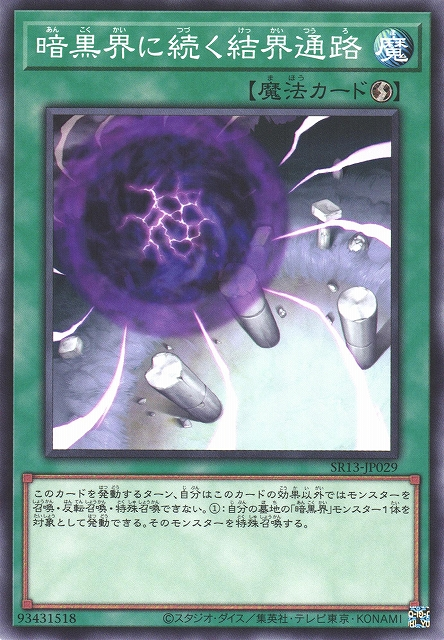 暗黒界に続く結界通路 魔
【魔法カード】
SR13-JP029
このカードを発動するターン、自分はこのカードの効果以外ではモンスターを
召喚・反転召喚・特殊召喚できない。①:自分の墓地の「暗黒界」モンスター1体を
対象として発動できる。そのモンスターを特殊召喚する。
93431518 ©スタジオ・ダイス/集英社・テレビ東京・KONAMI